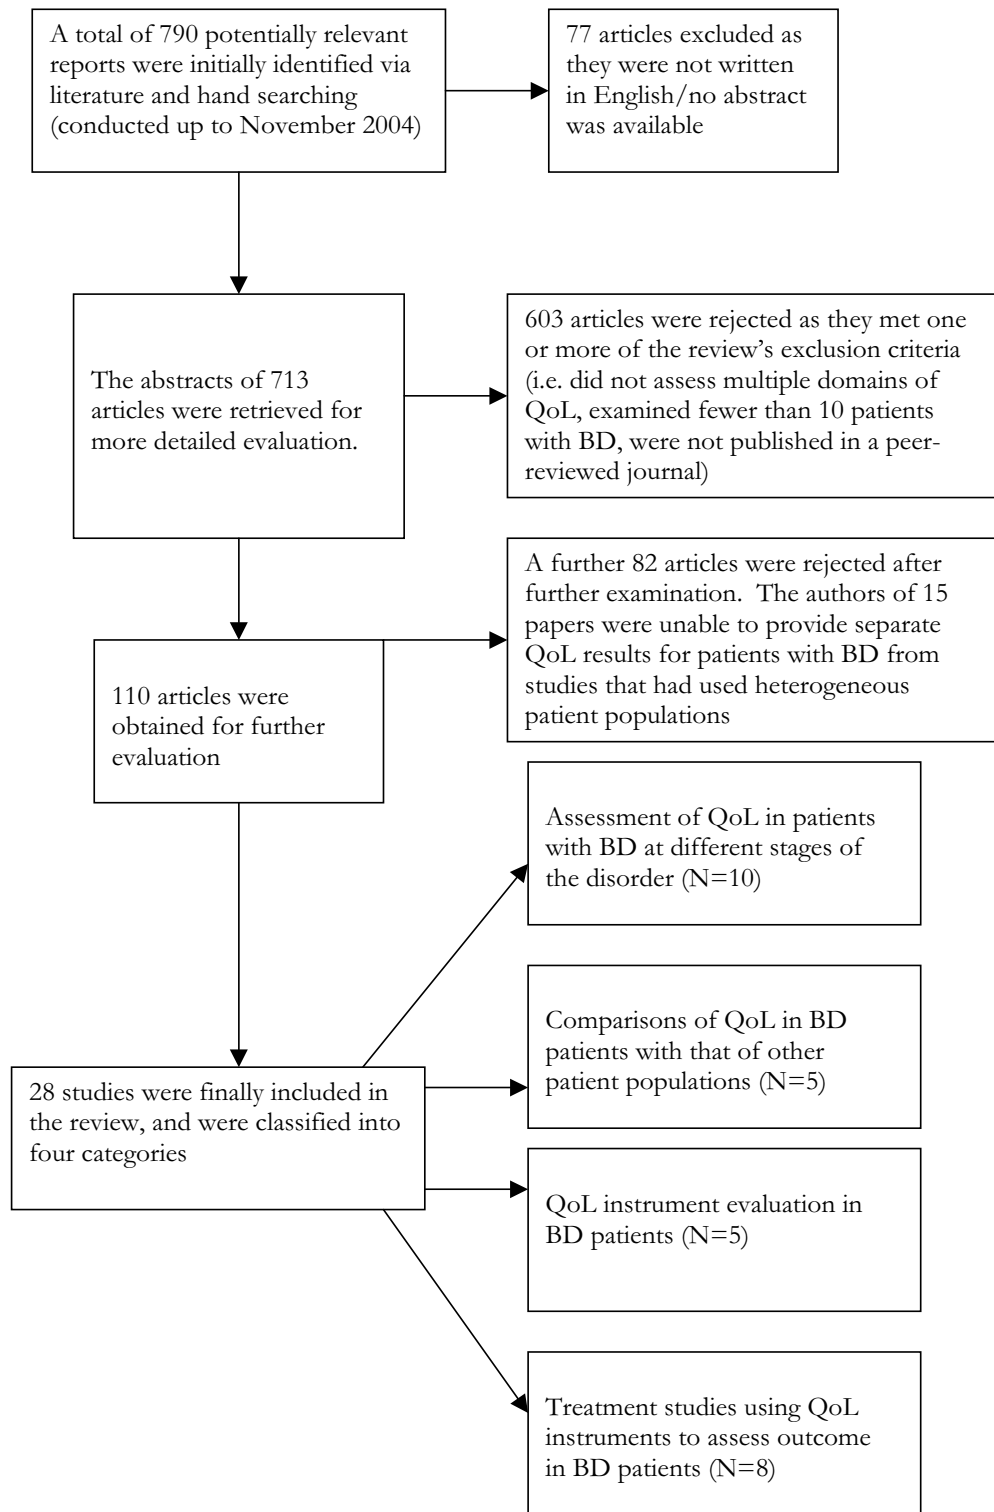 A total of 790 potentially relevant
reports were initially identified via
literature and hand searching
(conducted up to November 2004)
77 articles excluded as
they were not written
in English/no abstract
was available
The abstracts of 713
articles were retrieved for
more detailed evaluation.
603 articles were rejected as they met one
or more of the review’s exclusion criteria
(i.e. did not assess multiple domains of
QoL, examined fewer than 10 patients
with BD, were not published in a peer-
reviewed journal)
110 articles were
obtained for further
evaluation
A further 82 articles were rejected after
further examination.  The authors of 15
papers were unable to provide separate
QoL results for patients with BD from
studies that had used heterogeneous
patient populations
28 studies were finally included in
the review, and were classified into
four categories
Assessment of QoL in patients
with BD at different stages of
the disorder (N=10)
Comparisons of QoL in BD
patients with that of other
patient populations (N=5)
QoL instrument evaluation in
BD patients (N=5)
Treatment studies using QoL
instruments to assess outcome
in BD patients (N=8)